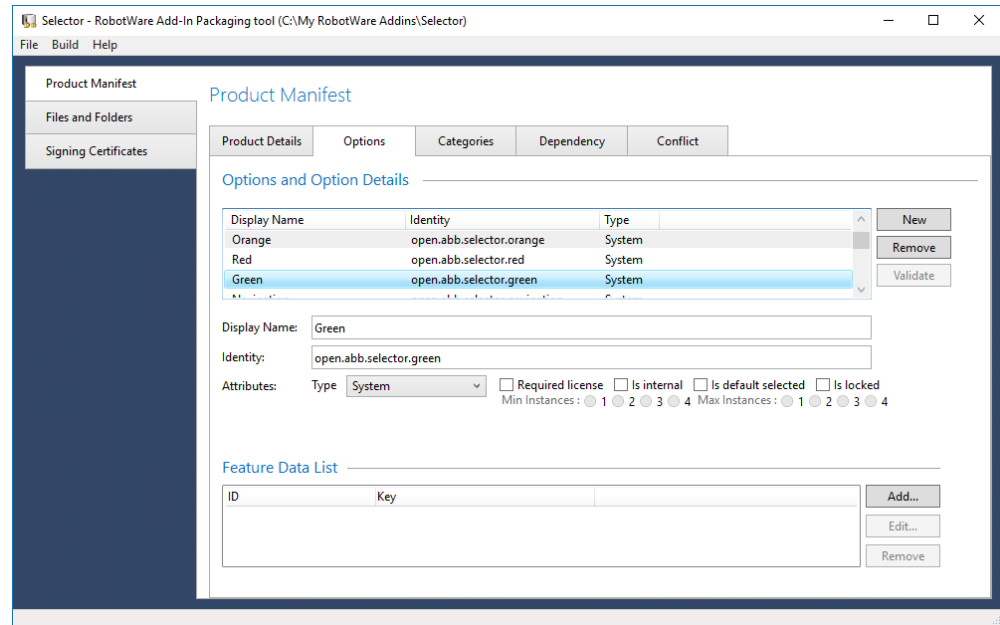 Selector - RobotWare Add-In Packaging tool (C:\My RobotWare Addins\Selector)
File Build Help
Product Manifest
Files and Folders
Signing Certificates
Product Manifest
Product Details Options Categories Dependency Conflict
Options and Option Details
Display Name Identity Type
Orange open.abb.selector.orange System
Red open.abb.selector.red System
Green open.abb.selector.green System
New
Remove
Validate
Display Name: Green
Identity: open.abb.selector.green
Attributes: Type System Required license Is internal Is default selected Is locked
Min Instances : 1 2 3 4 Max Instances : 1 2 3 4
Feature Data List
ID Key
Add...
Edit...
Remove